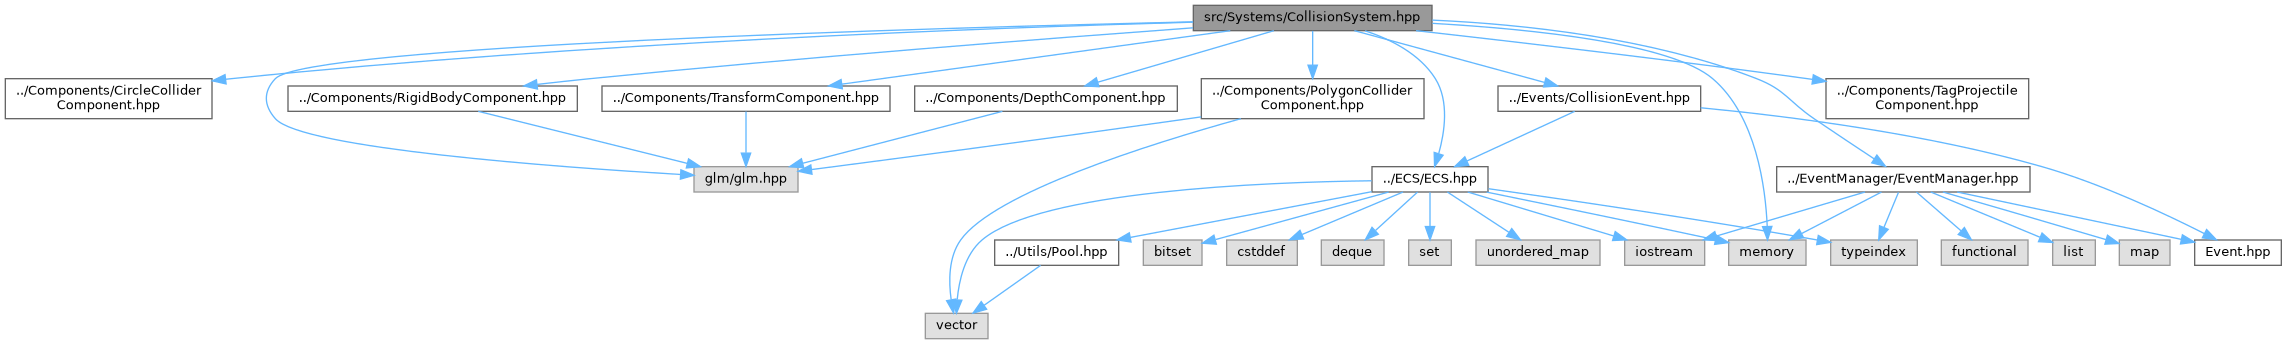 src/Systems/CollisionSystem.hpp
../Components/CircleCollider
Component.hpp
../Components/RigidBodyComponent.hpp
../Components/TransformComponent.hpp
../Components/DepthComponent.hpp
../Components/PolygonCollider
Component.hpp
../Events/CollisionEvent.hpp
../Components/TagProjectile
Component.hpp
glm/glm.hpp
../ECS/ECS.hpp
../EventManager/EventManager.hpp
../Utils/Pool.hpp
bitset
cstddef
deque
set
unordered_map
iostream
memory
typeindex
functional
list
map
Event.hpp
vector